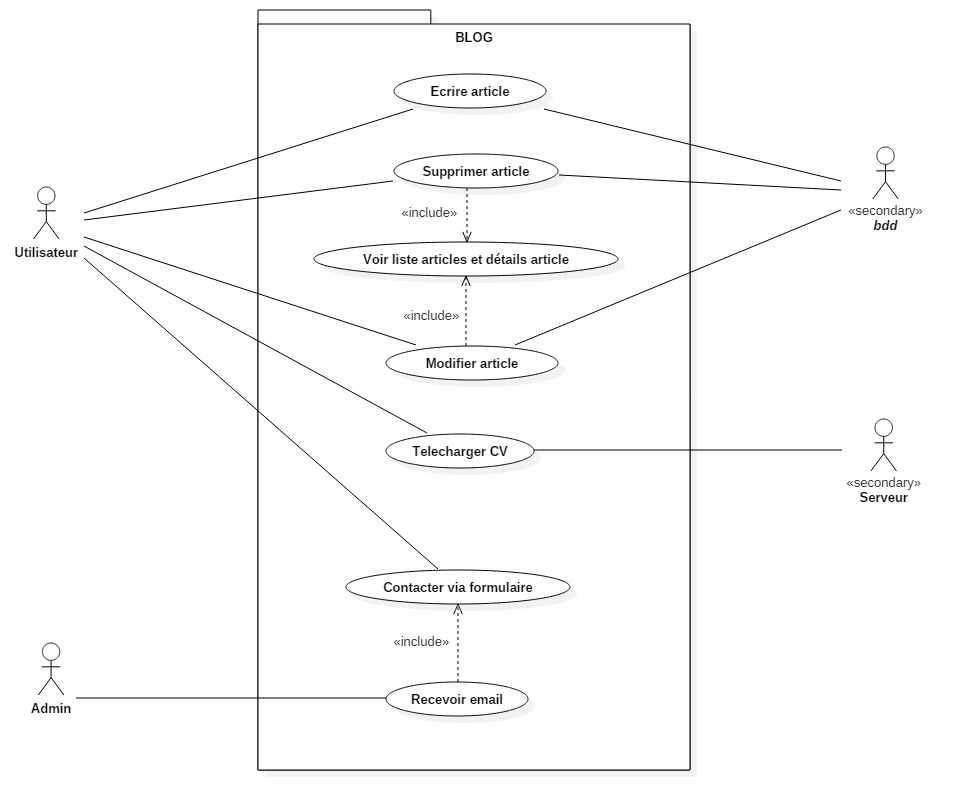 BLOG
Ecrire article
Supprimer article
«include»
Voir liste articles et détails article
«include»
Modifier article
Telecharger CV
Contacter via formulaire
«include»
Recevoir email
Utilisateur
Admin
«secondary»
bdd
«secondary»
Serveur